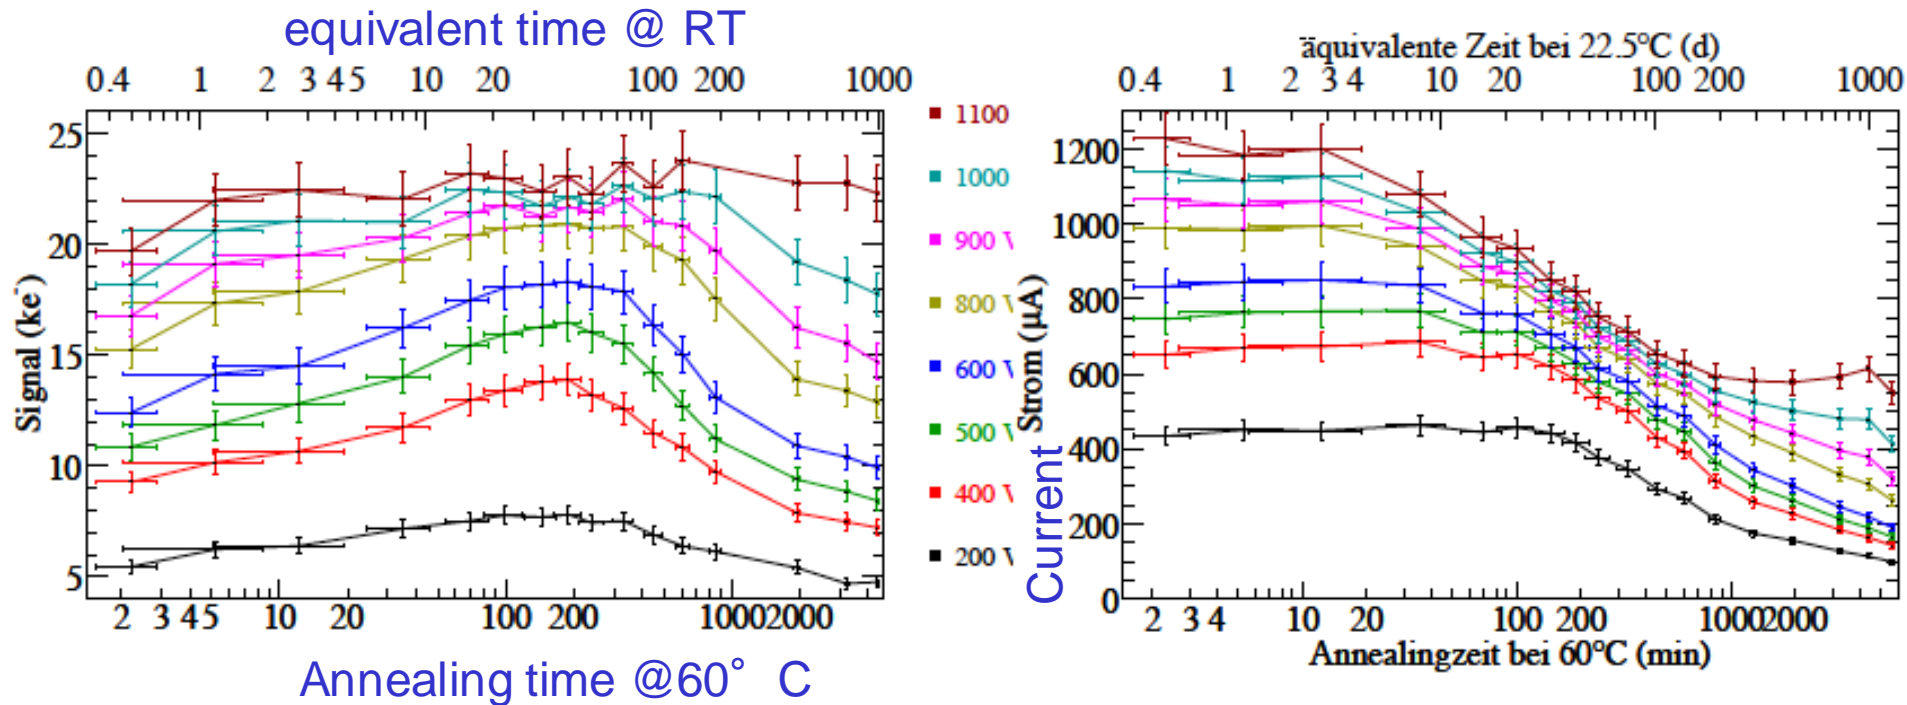 equivalent time @ RT
0.4 1 2 3 4 5 10 20 100 200 1000
25
20
15
10
5
Signal (ke⁻)
2 3 4 5 10 20 100 200 1000 2000
Annealing time @60° C
1100
1000
900 V
800 V
600 V
500 V
400 V
200 V
äquivalente Zeit bei 22.5°C (d)
0.4 1 2 3 4 10 20 100 200 1000
1200
1000
800
600
400
200
0
Strom (µA)
Current
2 3 4 10 20 100 200 1000 2000
Annealingzeit bei 60°C (min)